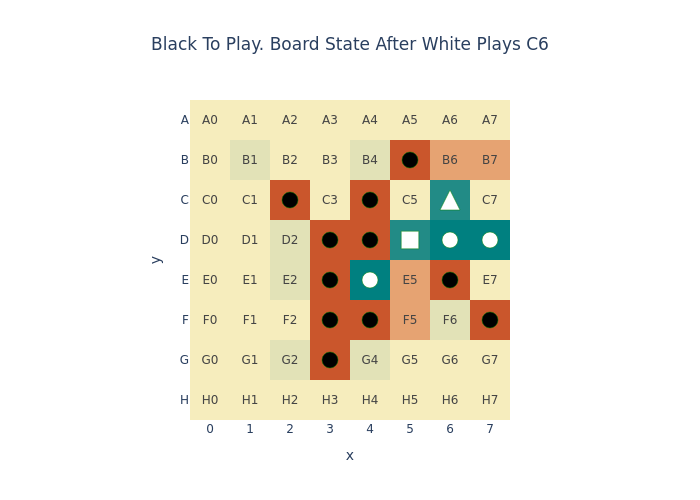 Black To Play. Board State After White Plays C6
A A0 A1 A2 A3 A4 A5 A6 A7
B B0 B1 B2 B3 B4 B6 B7
C C0 C1 C3 C5 C7
D D0 D1 D2
y
E E0 E1 E2 E5 E7
F F0 F1 F2 F5 F6
G G0 G1 G2 G4 G5 G6 G7
H H0 H1 H2 H3 H4 H5 H6 H7
0 1 2 3 4 5 6 7
x